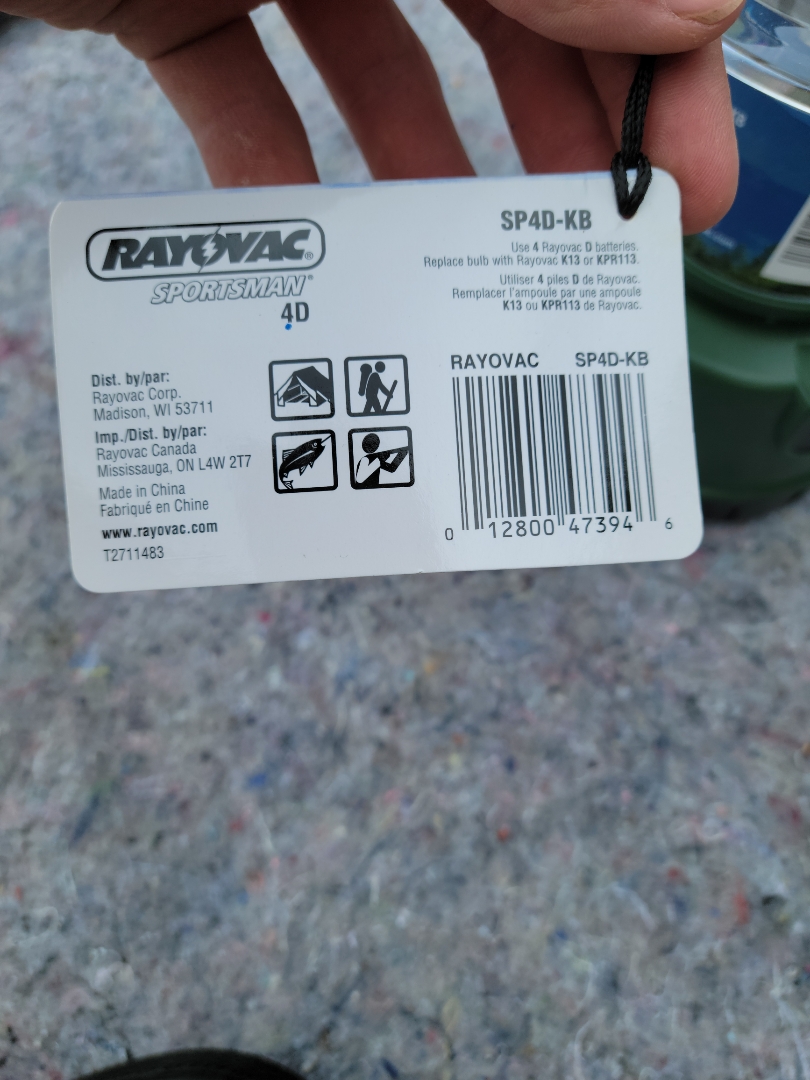 RAYOVAC®
SPORTSMAN®
4D
SP4D-KB
Use 4 Rayovac D batteries.
Replace bulb with Rayovac K13 or KPR113.
Utiliser 4 piles D de Rayovac.
Remplacer l'ampoule par une ampoule
K13 ou KPR113 de Rayovac.
Dist. by/par:
Rayovac Corp.
Madison, WI 53711
Imp./Dist. by/par:
Rayovac Canada
Mississauga, ON L4W 2T7
Made in China
Fabriqué en Chine
www.rayovac.com
T2711483
RAYOVAC SP4D-KB
0 12800 47394 6